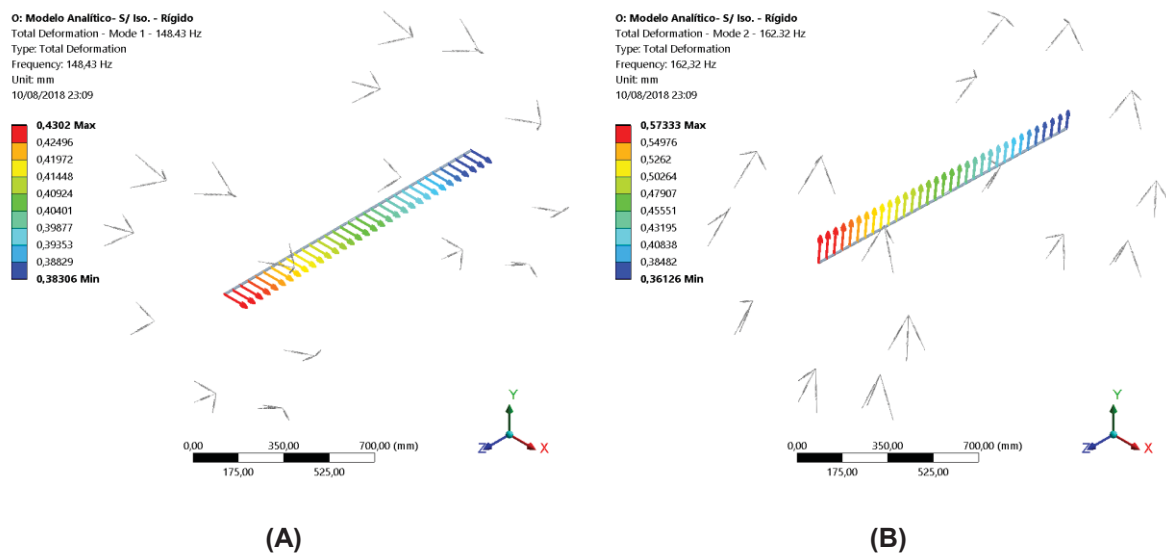 O: Modelo Analítico- S/ Iso. - Rígido
Total Deformation - Mode 1 - 148.43 Hz
Type: Total Deformation
Frequency: 148,43 Hz
Unit: mm
10/08/2018 23:09
0,4302 Max
0,42496
0,41972
0,41448
0,40924
0,40401
0,39877
0,39353
0,38829
0,38306 Min
0,00
350,00
700,00 (mm)
175,00
525,00
Y
Z
X
(A)
O: Modelo Analítico- S/ Iso. - Rígido
Total Deformation - Mode 2 - 162.32 Hz
Type: Total Deformation
Frequency: 162,32 Hz
Unit: mm
10/08/2018 23:09
0,57333 Max
0,54976
0,5262
0,50264
0,47907
0,45551
0,43195
0,40838
0,38482
0,36126 Min
0,00
350,00
700,00 (mm)
175,00
525,00
Y
Z
X
(B)